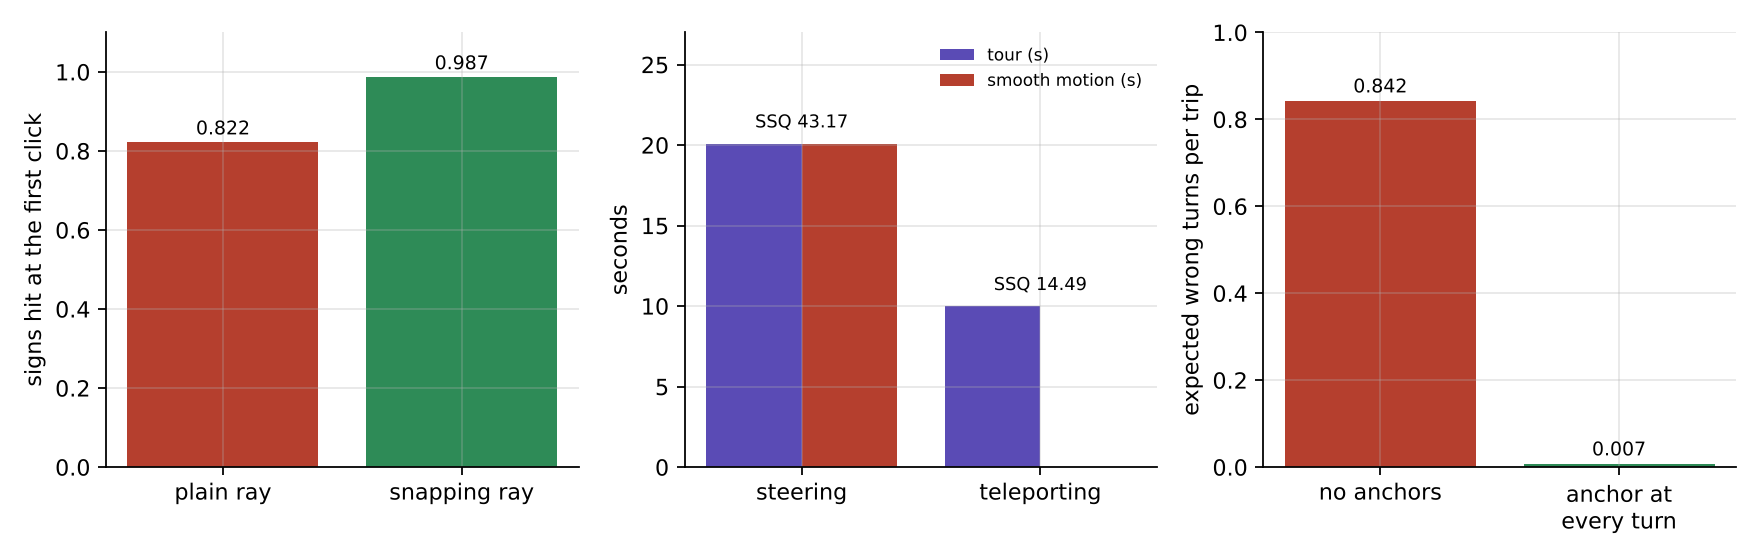 signs hit at the first click
1.0
0.8
0.6
0.4
0.2
0.0
0.822
0.987
plain ray
snapping ray
seconds
25
20
15
10
5
0
tour (s)
smooth motion (s)
SSQ 43.17
SSQ 14.49
steering
teleporting
expected wrong turns per trip
1.0
0.8
0.6
0.4
0.2
0.0
0.842
0.007
no anchors
anchor at
every turn